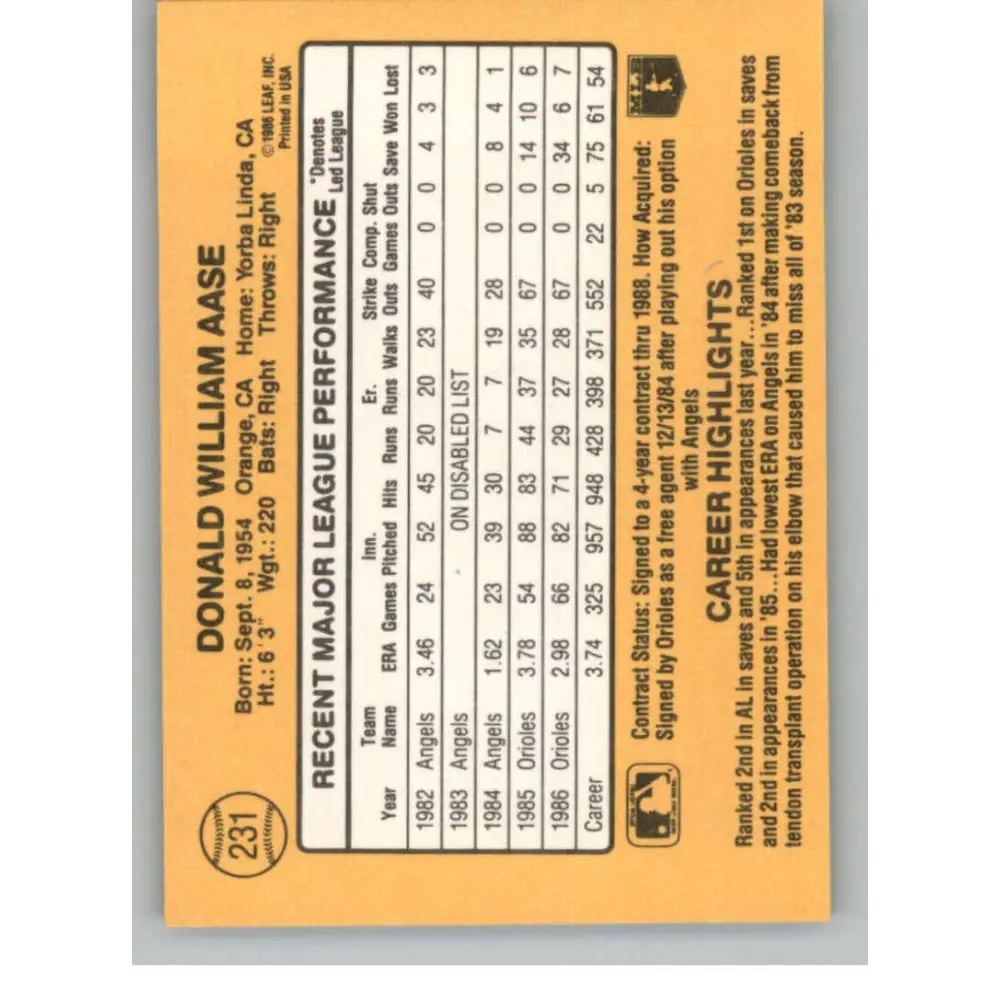 231
DONALD WILLIAM AASE
Born: Sept. 8, 1954 Orange, CA Home: Yorba Linda, CA
Ht.: 6'3" Wgt.: 220 Bats: Right Throws: Right
©1986 LEAF, INC.
Printed in USA
RECENT MAJOR LEAGUE PERFORMANCE
*Denotes
Led League
Team Inn. Er. Strike Comp. Shut
Year Name ERA Games Pitched Hits Runs Runs Walks Outs Games Outs Save Won Lost
1982 Angels 3.46 24 52 45 20 20 23 40 0 0 4 3 3
1983 Angels ON DISABLED LIST
1984 Angels 1.62 23 39 30 7 7 19 28 0 0 8 4 1
1985 Orioles 3.78 54 88 83 44 37 35 67 0 0 14 10 6
1986 Orioles 2.98 66 82 71 29 27 28 67 0 0 34 6 7
Career 3.74 325 957 948 428 398 371 552 22 5 75 61 54
Contract Status: Signed to a 4-year contract thru 1988. How Acquired:
Signed by Orioles as a free agent 12/13/84 after playing out his option
with Angels
MLB
CAREER HIGHLIGHTS
Ranked 2nd in AL in saves and 5th in appearances last year...Ranked 1st on Orioles in saves
and 2nd in appearances in '85...Had lowest ERA on Angels in '84 after making comeback from
tendon transplant operation on his elbow that caused him to miss all of '83 season.